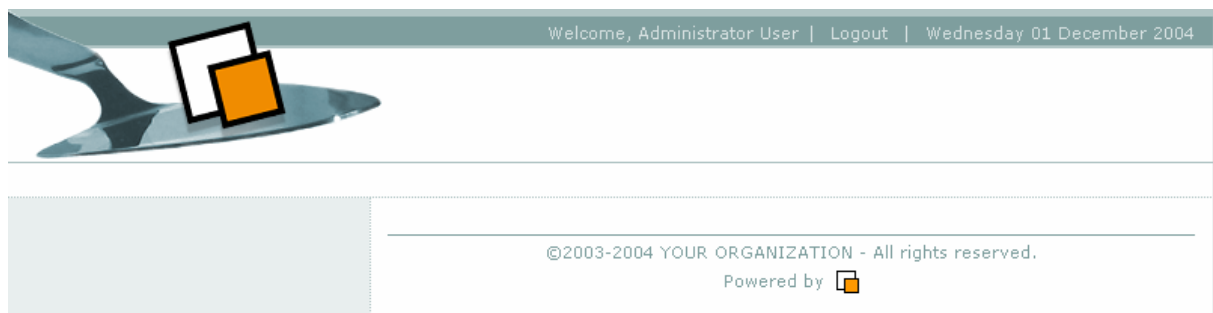 Welcome, Administrator User | Logout | Wednesday 01 December 2004
©2003-2004 YOUR ORGANIZATION - All rights reserved.
Powered by